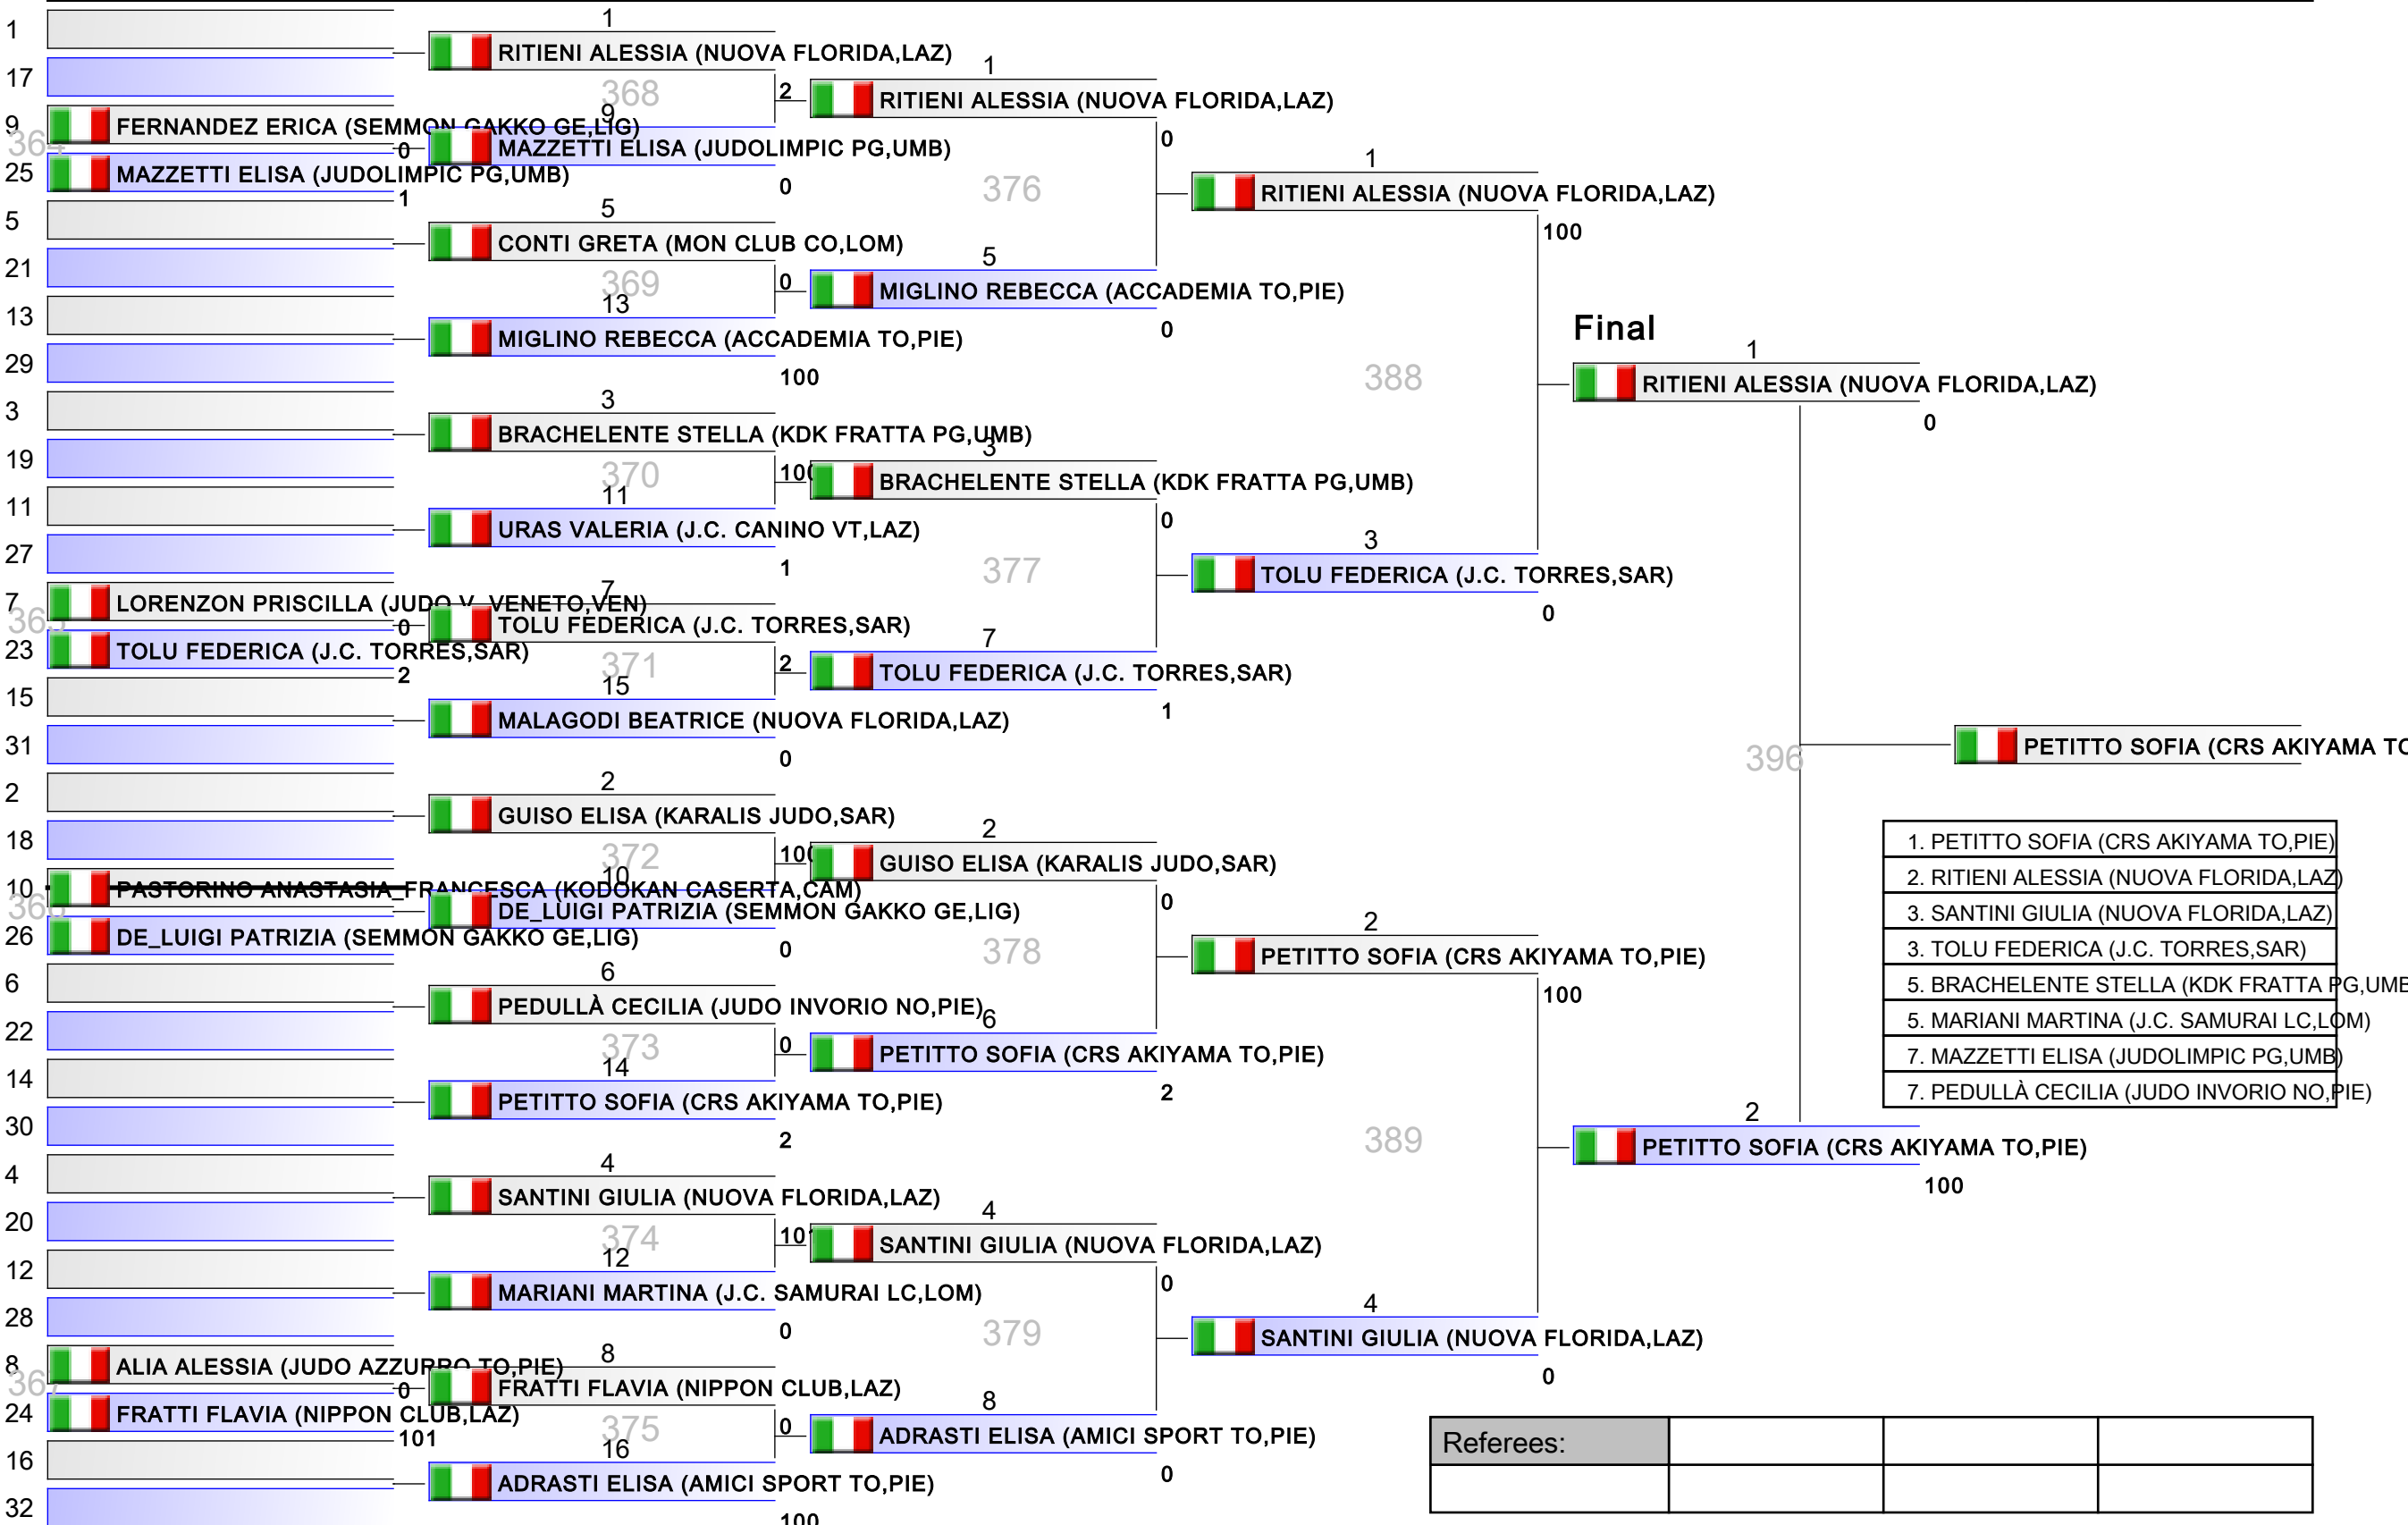 1
17
9
FERNANDEZ ERICA (SEMMON GAKKO GE,LIG)
0
364
25
MAZZETTI ELISA (JUDOLIMPIC PG,UMB)
1
5
21
13
29
3
19
11
27
7
LORENZON PRISCILLA (JUDO V. VENETO,VEN)
0
23
TOLU FEDERICA (J.C. TORRES,SAR)
2
15
31
2
18
10
PASTORINO ANASTASIA_FRANCESCA (KODOKAN CASERTA,CAM)
26
DE_LUIGI PATRIZIA (SEMMON GAKKO GE,LIG)
6
22
14
30
4
20
12
28
8
ALIA ALESSIA (JUDO AZZURRO TO,PIE)
0
24
FRATTI FLAVIA (NIPPON CLUB,LAZ)
101
16
32
1
RITIENI ALESSIA (NUOVA FLORIDA,LAZ)
2
368
9
MAZZETTI ELISA (JUDOLIMPIC PG,UMB)
0
5
CONTI GRETA (MON CLUB CO,LOM)
0
369
13
MIGLINO REBECCA (ACCADEMIA TO,PIE)
100
3
BRACHELENTE STELLA (KDK FRATTA PG,UMB)
100
370
11
URAS VALERIA (J.C. CANINO VT,LAZ)
1
7
TOLU FEDERICA (J.C. TORRES,SAR)
2
371
15
MALAGODI BEATRICE (NUOVA FLORIDA,LAZ)
0
2
GUISO ELISA (KARALIS JUDO,SAR)
100
372
10
DE_LUIGI PATRIZIA (SEMMON GAKKO GE,LIG)
0
6
PEDULLÀ CECILIA (JUDO INVORIO NO,PIE)
0
373
14
PETITTO SOFIA (CRS AKIYAMA TO,PIE)
2
4
SANTINI GIULIA (NUOVA FLORIDA,LAZ)
101
374
12
MARIANI MARTINA (J.C. SAMURAI LC,LOM)
0
8
FRATTI FLAVIA (NIPPON CLUB,LAZ)
0
375
16
ADRASTI ELISA (AMICI SPORT TO,PIE)
100
1
RITIENI ALESSIA (NUOVA FLORIDA,LAZ)
0
376
5
MIGLINO REBECCA (ACCADEMIA TO,PIE)
0
3
BRACHELENTE STELLA (KDK FRATTA PG,UMB)
0
377
7
TOLU FEDERICA (J.C. TORRES,SAR)
1
2
GUISO ELISA (KARALIS JUDO,SAR)
0
378
6
PETITTO SOFIA (CRS AKIYAMA TO,PIE)
2
4
SANTINI GIULIA (NUOVA FLORIDA,LAZ)
0
379
8
ADRASTI ELISA (AMICI SPORT TO,PIE)
0
1
RITIENI ALESSIA (NUOVA FLORIDA,LAZ)
100
388
3
TOLU FEDERICA (J.C. TORRES,SAR)
0
2
PETITTO SOFIA (CRS AKIYAMA TO,PIE)
100
389
4
SANTINI GIULIA (NUOVA FLORIDA,LAZ)
0
Final
1
RITIENI ALESSIA (NUOVA FLORIDA,LAZ)
0
396
2
PETITTO SOFIA (CRS AKIYAMA TO,PIE)
100
PETITTO SOFIA (CRS AKIYAMA TO
1. PETITTO SOFIA (CRS AKIYAMA TO,PIE)
2. RITIENI ALESSIA (NUOVA FLORIDA,LAZ)
3. SANTINI GIULIA (NUOVA FLORIDA,LAZ)
3. TOLU FEDERICA (J.C. TORRES,SAR)
5. BRACHELENTE STELLA (KDK FRATTA PG,UMB
5. MARIANI MARTINA (J.C. SAMURAI LC,LOM)
7. MAZZETTI ELISA (JUDOLIMPIC PG,UMB)
7. PEDULLÀ CECILIA (JUDO INVORIO NO,PIE)
Referees: